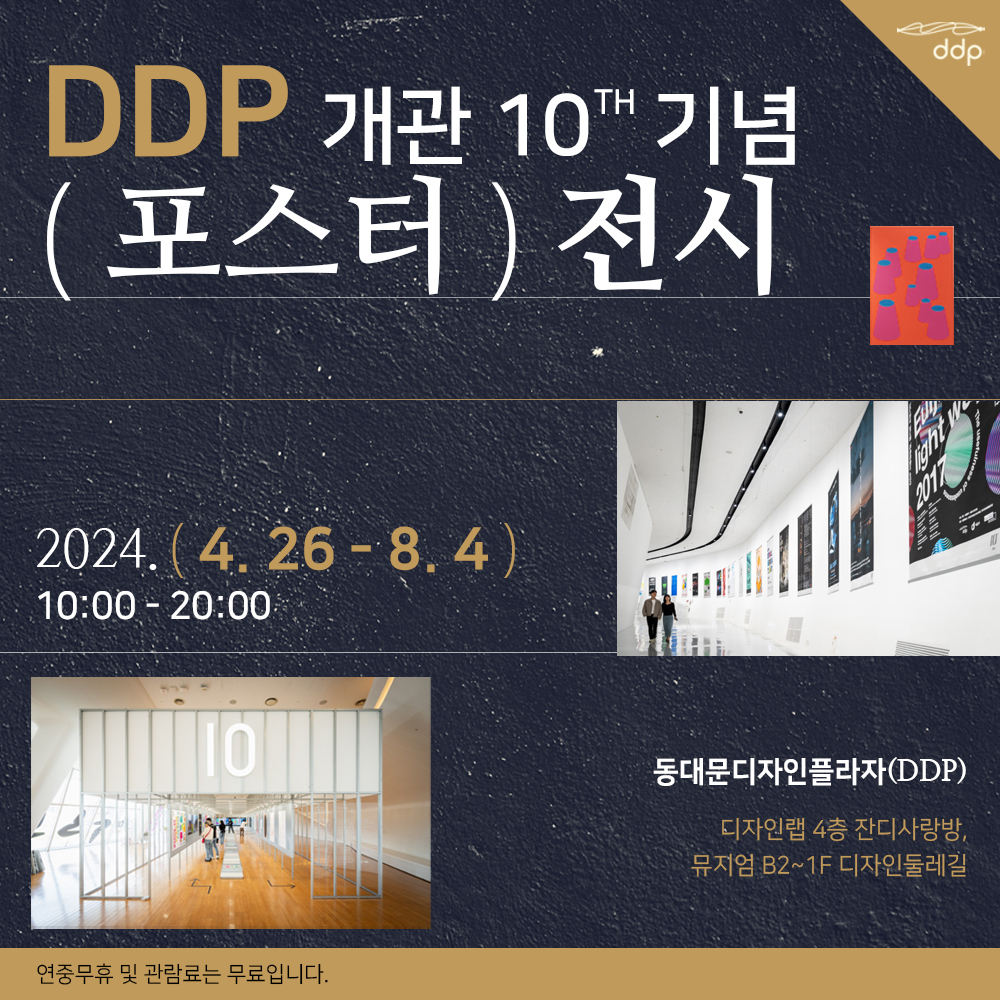 ddp
DDP 개관 10TH 기념
( 포스터 ) 전시
2024. ( 4. 26 - 8. 4 )
10:00 - 20:00
light
2017
10
동대문디자인플라자(DDP)
디자인랩 4층 잔디사랑방,
뮤지엄 B2~1F 디자인둘레길
연중무휴 및 관람료는 무료입니다.